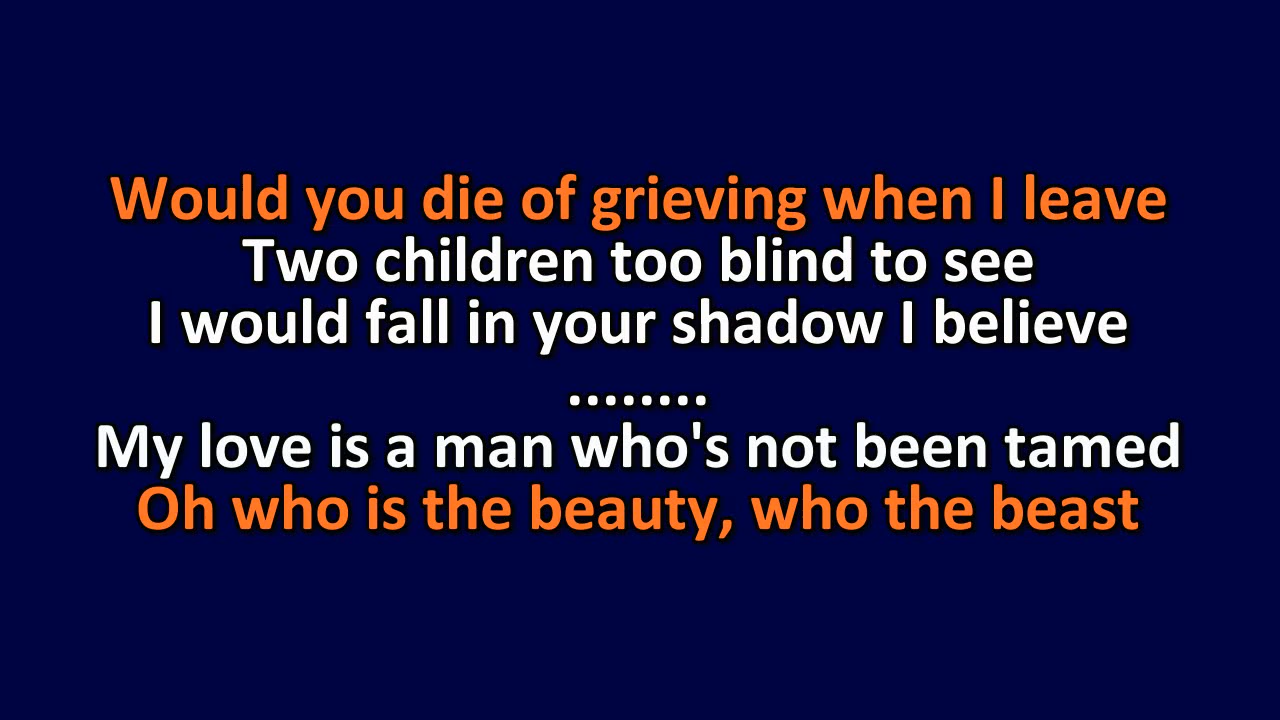 Would you die of grieving when I leave
Two children too blind to see
I would fall in your shadow I believe
........
My love is a man who's not been tamed
Oh who is the beauty, who the beast